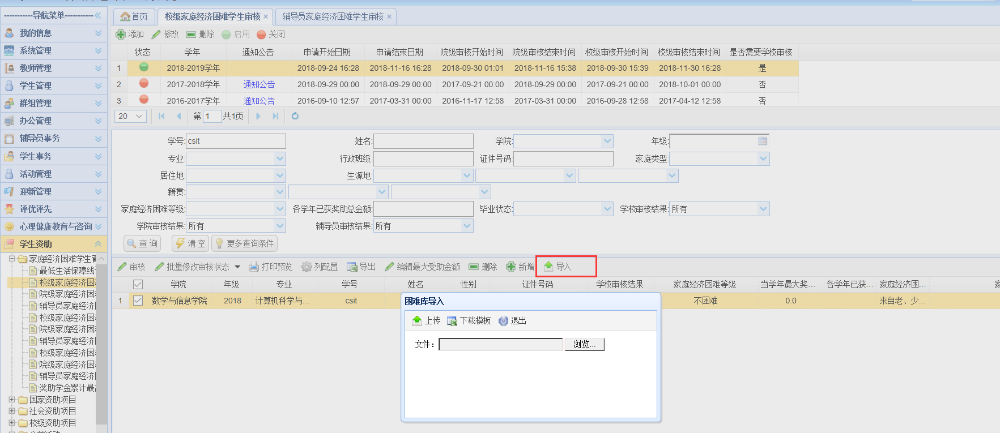 -----------导航菜单-----------
首页
校级家庭经济困难学生审核 ×
辅导员家庭经济困难学生审核 ×
我的信息
系统管理
教师管理
学生管理
群组管理
办公管理
辅导员事务
学生事务
活动管理
迎新管理
评优评先
心理健康教育与咨询
学生资助
家庭经济困难学生管
最低生活保障线
校级家庭经济困
院级家庭经济困
辅导员家庭经济
校级家庭经济困
院级家庭经济困
辅导员家庭经济
校级家庭经济困
院级家庭经济困
辅导员家庭经济
奖助学金累计最
国家资助项目
社会资助项目
校级资助项目
添加 修改 删除 启用 关闭
状态 学年 通知公告 申请开始日期 申请结束日期 院级审核开始时间 院级审核结束时间 校级审核开始时间 校级审核结束时间 是否需要学校审核
1 2018-2019学年 2018-09-24 16:28 2018-11-16 16:28 2018-09-30 01:01 2018-11-16 15:38 2018-09-30 15:39 2018-11-30 16:28 是
2 2017-2018学年 通知公告 2018-09-29 00:00 2018-09-29 00:00 2017-09-21 00:00 2018-09-29 00:00 2017-09-21 00:00 2018-10-01 00:00 否
3 2016-2017学年 通知公告 2016-09-10 12:57 2017-03-31 00:00 2016-11-17 12:58 2017-03-31 00:00 2016-09-28 12:58 2017-04-12 12:58 否
20 第 1 共1页
学号: csit 姓名: 学院: 年级:
专业: 行政班级: 证件号码: 家庭类型:
居住地: 生源地:
籍贯:
家庭经济困难等级: 各学年已获奖助总金额: 毕业状态: 学校审核结果: 所有
学院审核结果: 所有 辅导员审核结果: 所有
查 询 清 空 更多查询条件
审核 批量修改审核状态 打印预览 列配置 导出 编辑最大受助金额 删除 新增 导入
学院 年级 专业 学号 姓名 性别 证件号码 学校审核结果 家庭经济困难等级 当学年最大奖... 各学年已获... 家庭经济困...
1 数学与信息学院 2018 计算机科学与... csit 不困难 0.0 来自老、少...
困难库导入
上传 下载模板 退出
文件: 浏览...